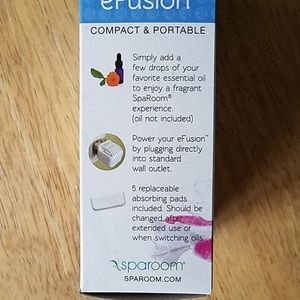 eFusion
COMPACT & PORTABLE
Simply add a
few drops of your
favorite essential oil
to enjoy a fragrant
SpaRoom®
experience.
(oil not included)
Power your eFusion™
by plugging directly
into standard
wall outlet.
5 replaceable
absorbing pads
included. Should be
changed after
extended use or
when switching oils.
sparoom®
SPAROOM.COM